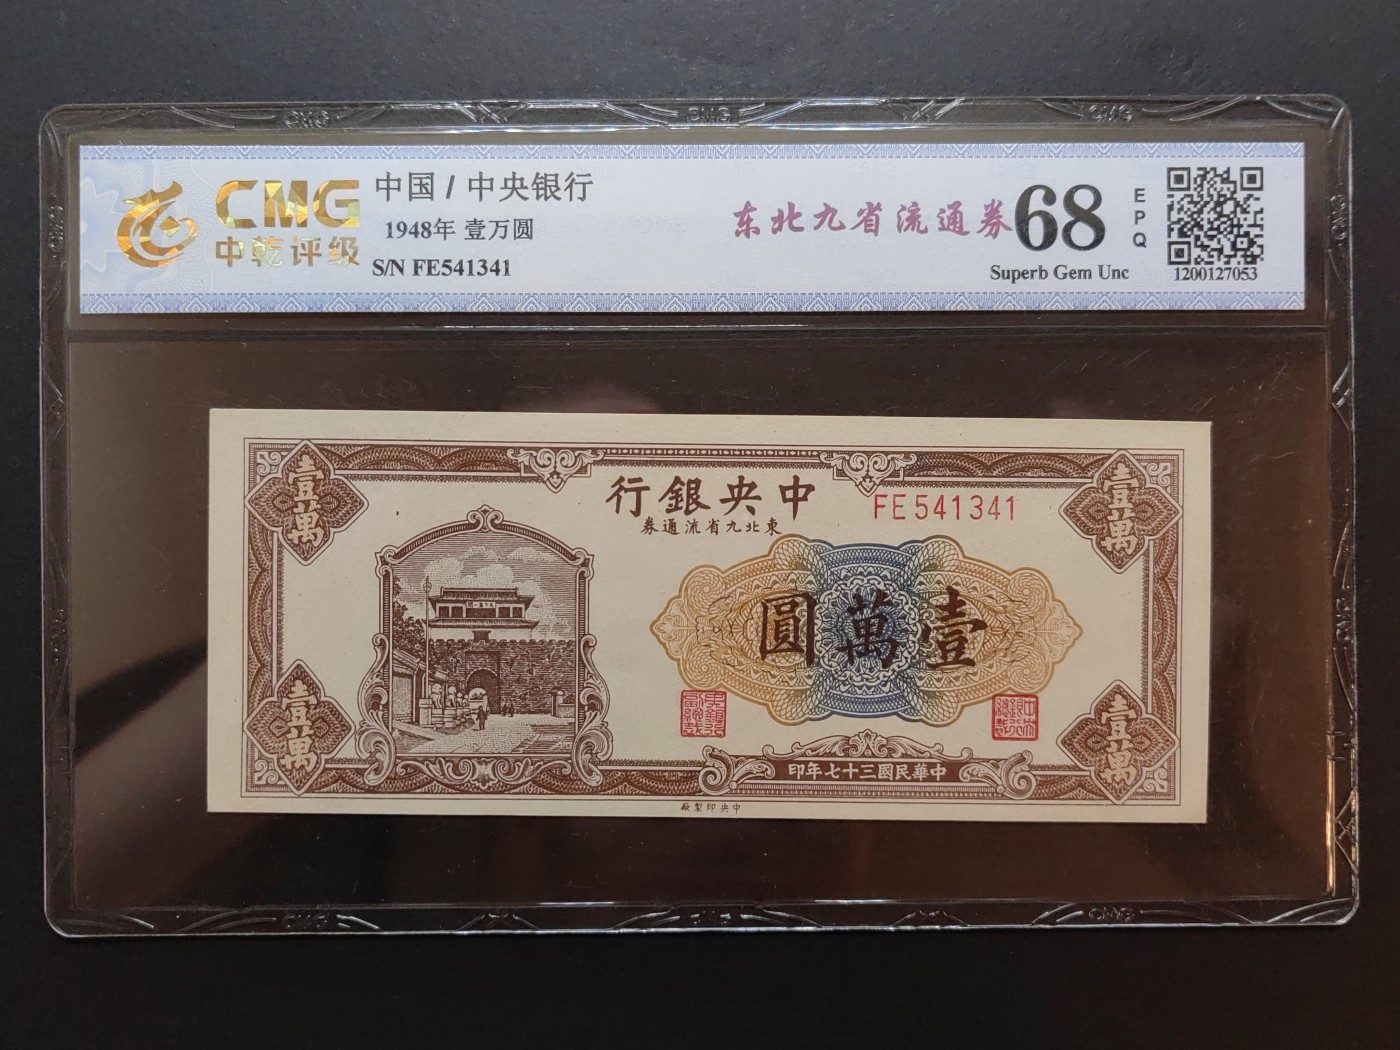 CMG
中乾评级
中国 / 中央银行
1948年 壹万圆
S/N FE541341
东北九省流通券
68
EPQ
Superb Gem Unc
1200127053
壹萬
壹萬
行銀央中
券通流省九北東
FE541341
圓萬壹
壹萬
壹萬
印年七十三國民華中
廠製印央中